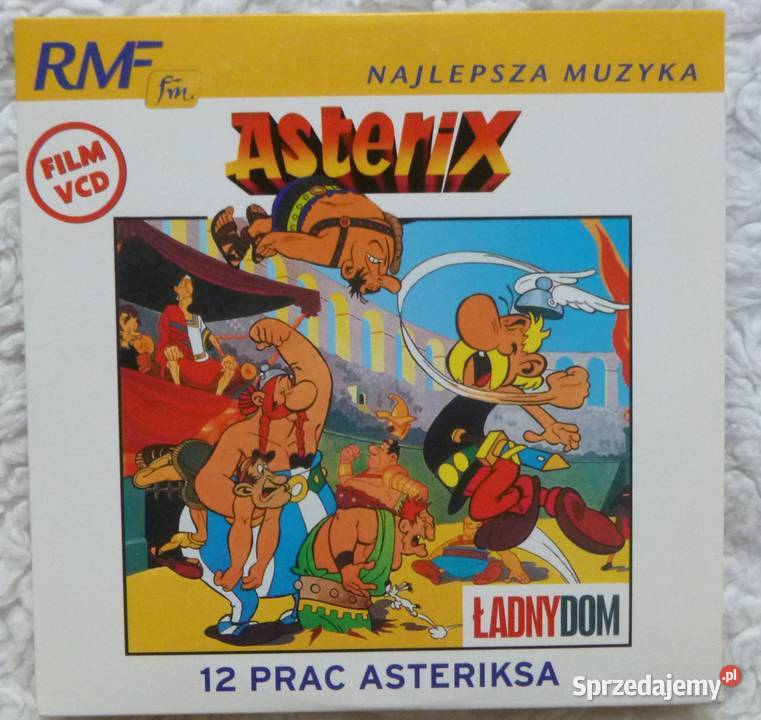 RMF
fm
NAJLEPSZA MUZYKA
FILM
VCD
Asterix
ŁADNYDOM
12 PRAC ASTERIKSA
Sprzedajemy.pl